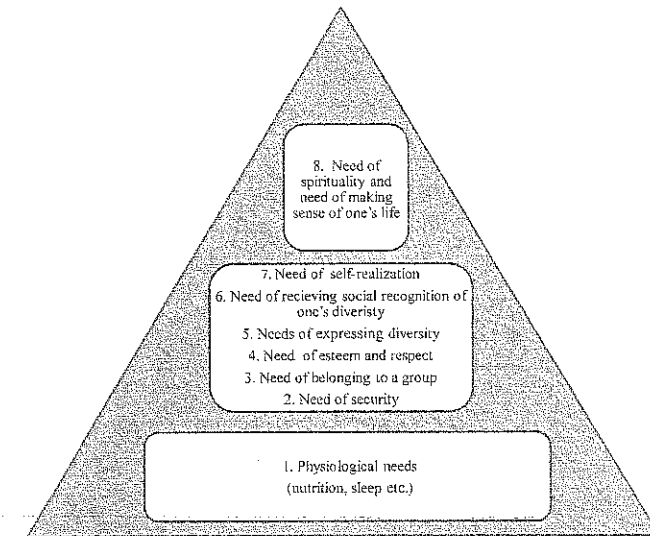 8. Need of
spirituality and
need of making
sense of one's life
7. Need of self-realization
6. Need of recieving social recognition of
one's diveristy
5. Needs of expressing diversity
4. Need of esteem and respect
3. Need of belonging to a group
2. Need of security
1. Physiological needs
(nutrition, sleep etc.)